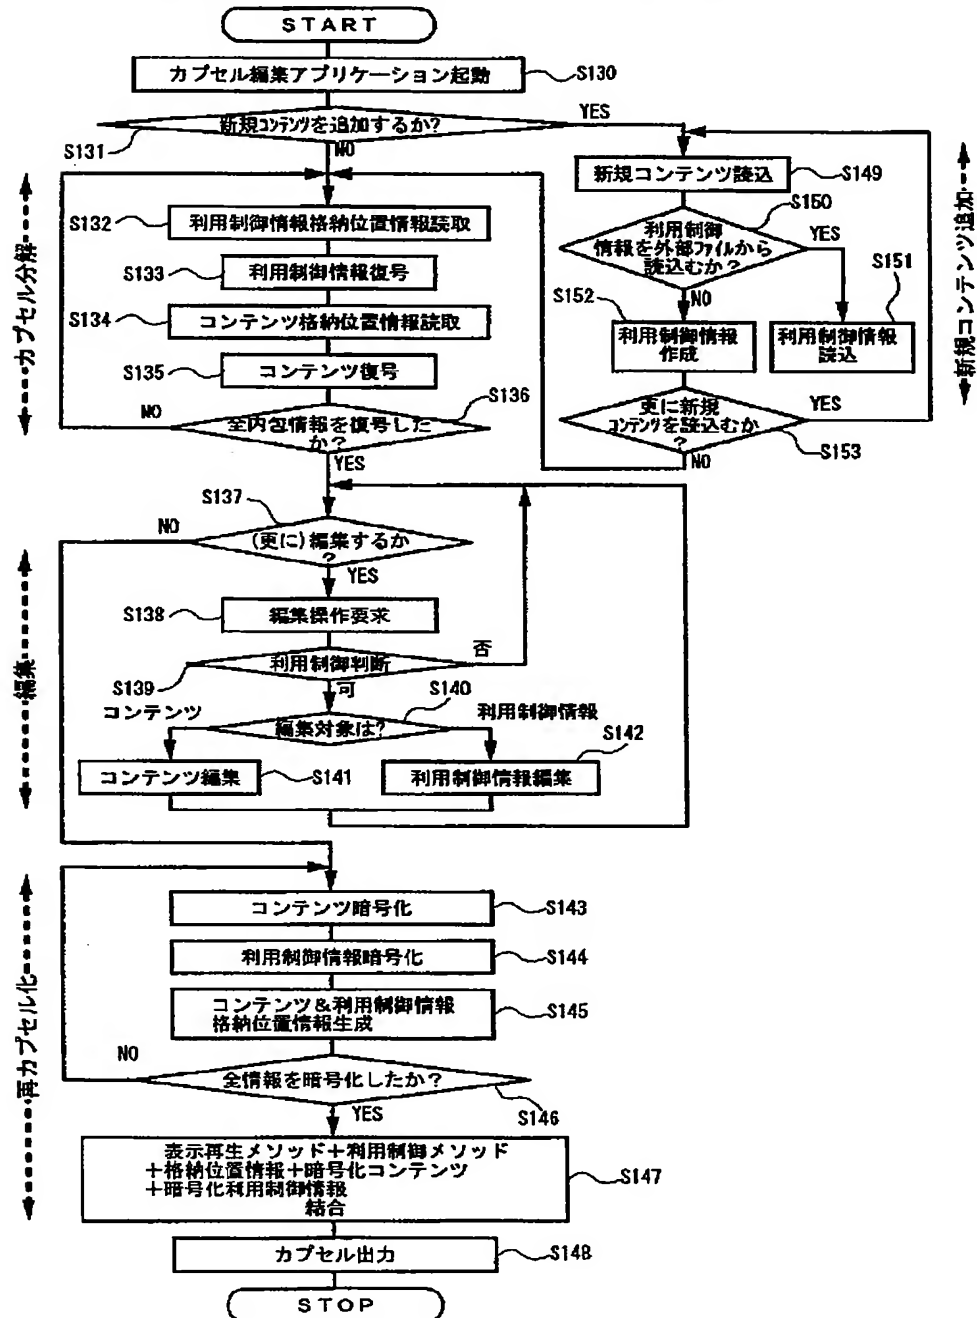 START
カプセル編集アプリケーション起動
S130
新規コンテンツを追加するか?
YES
S131
NO
新規コンテンツ読込
S149
S150
利用制御
情報を外部ファイルから
読込むか?
YES
S151
S152
NO
利用制御情報
作成
利用制御情報
読込
更に新規
コンテンツを読込むか
?
YES
S153
NO
新規コンテンツ追加
カプセル分解
S132
利用制御情報格納位置情報読取
S133
利用制御情報復号
S134
コンテンツ格納位置情報読取
S135
コンテンツ復号
S136
NO
全内包情報を復号した
か?
YES
編集
S137
NO
(更に)編集するか
?
YES
S138
編集操作要求
否
利用制御判断
S139
可
S140
コンテンツ
編集対象は?
利用制御情報
S142
コンテンツ編集
S141
利用制御情報編集
再カプセル化
コンテンツ暗号化
S143
利用制御情報暗号化
S144
コンテンツ&利用制御情報
格納位置情報生成
S145
NO
全情報を暗号化したか?
S146
YES
表示再生メソッド+利用制御メソッド
+格納位置情報+暗号化コンテンツ
+暗号化利用制御情報
結合
S147
カプセル出力
S148
STOP